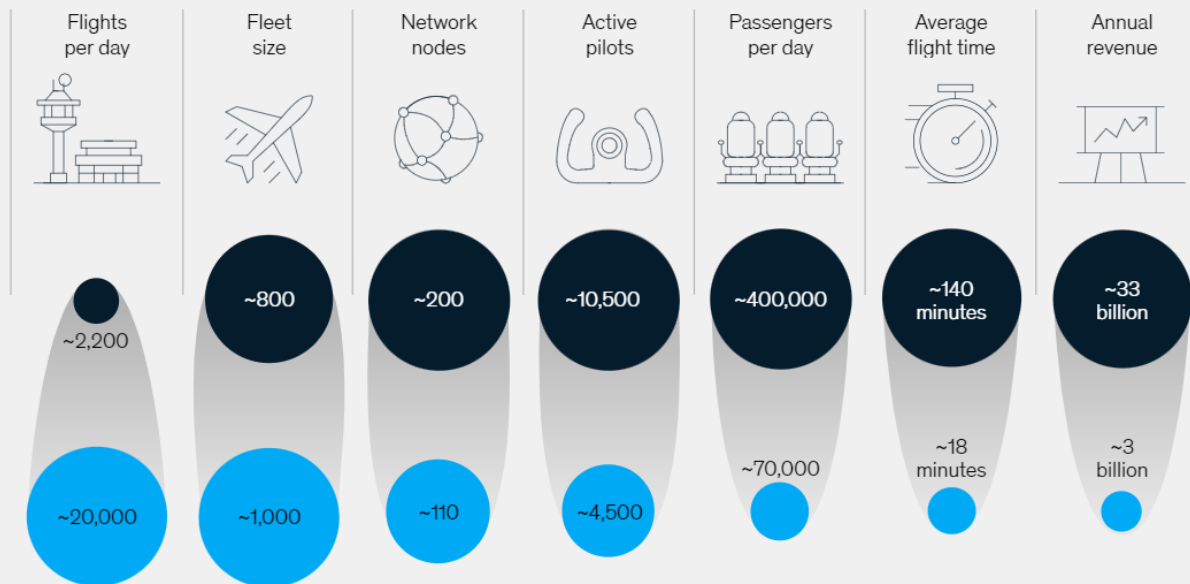 Flights
per day
Fleet
size
Network
nodes
Active
pilots
Passengers
per day
Average
flight time
Annual
revenue
~2,200
~800
~200
~10,500
~400,000
~140
minutes
~33
billion
~20,000
~1,000
~110
~4,500
~70,000
~18
minutes
~3
billion